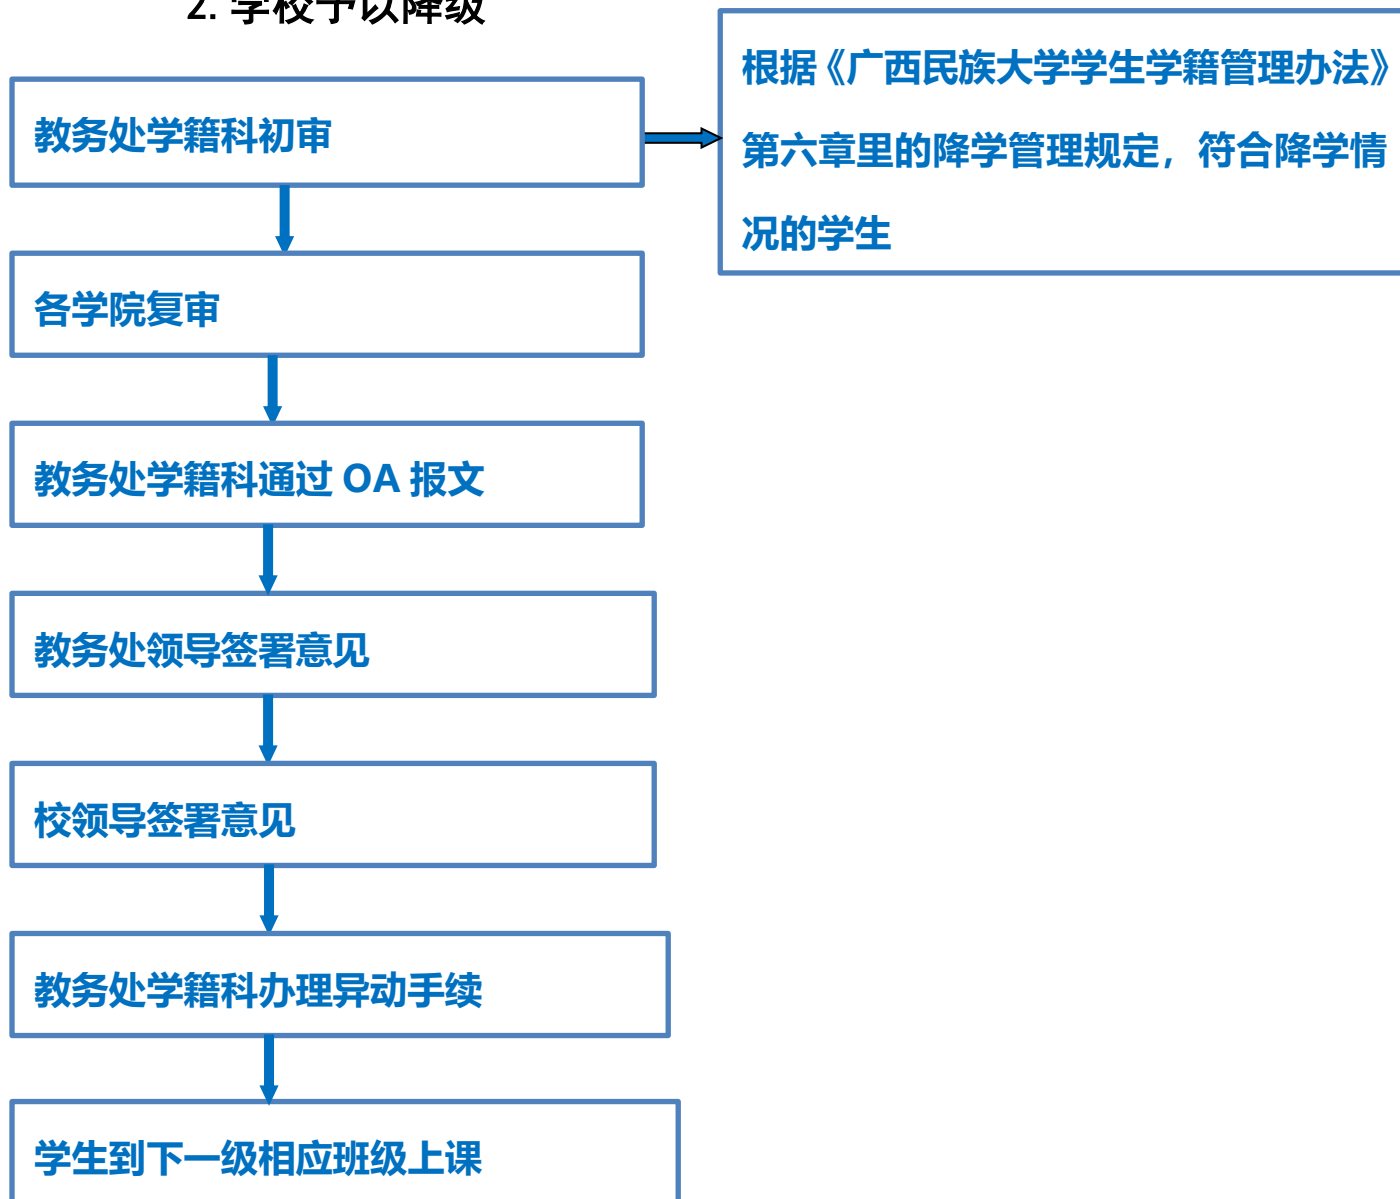 2. 学校予以降级
教务处学籍科初审
根据《广西民族大学学生学籍管理办法》
第六章里的降学管理规定，符合降学情
况的学生
各学院复审
教务处学籍科通过 OA 报文
教务处领导签署意见
校领导签署意见
教务处学籍科办理异动手续
学生到下一级相应班级上课